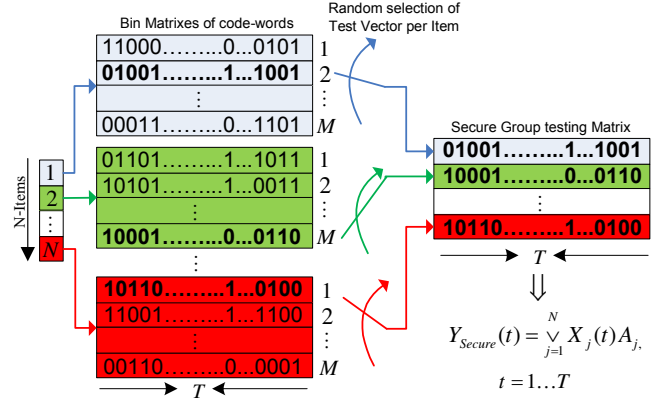 Bin Matrixes of code-words
Random selection of
Test Vector per Item
11000.........0...0101 1
01001.........1...1001 2
⋮ ⋮
00011.........0...1101 M
01101.........1...1011 1
10101.........1...0011 2
⋮ ⋮
10001.........0...0110 M
⋮
10110.........1...0100 1
11001.........1...1100 2
⋮ ⋮
00110.........0...0001 M
T
N-Items
1
2
⋮
N
Secure Group testing Matrix
01001.........1...1001
10001.........0...0110
⋮
10110.........1...0100
T
⇓
Y_{Secure}(t) = ∨_{j=1}^{N} X_j(t)A_{j,}
t = 1...T